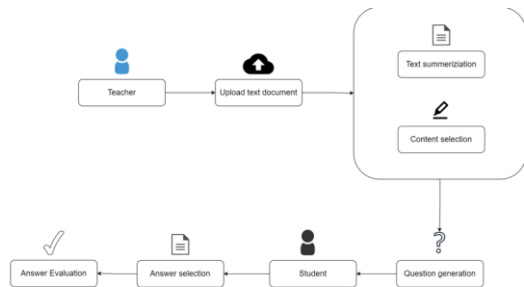 Text summeriziation
Teacher
Upload text document
Content selection
Answer Evaluation
Answer selection
Student
Question generation